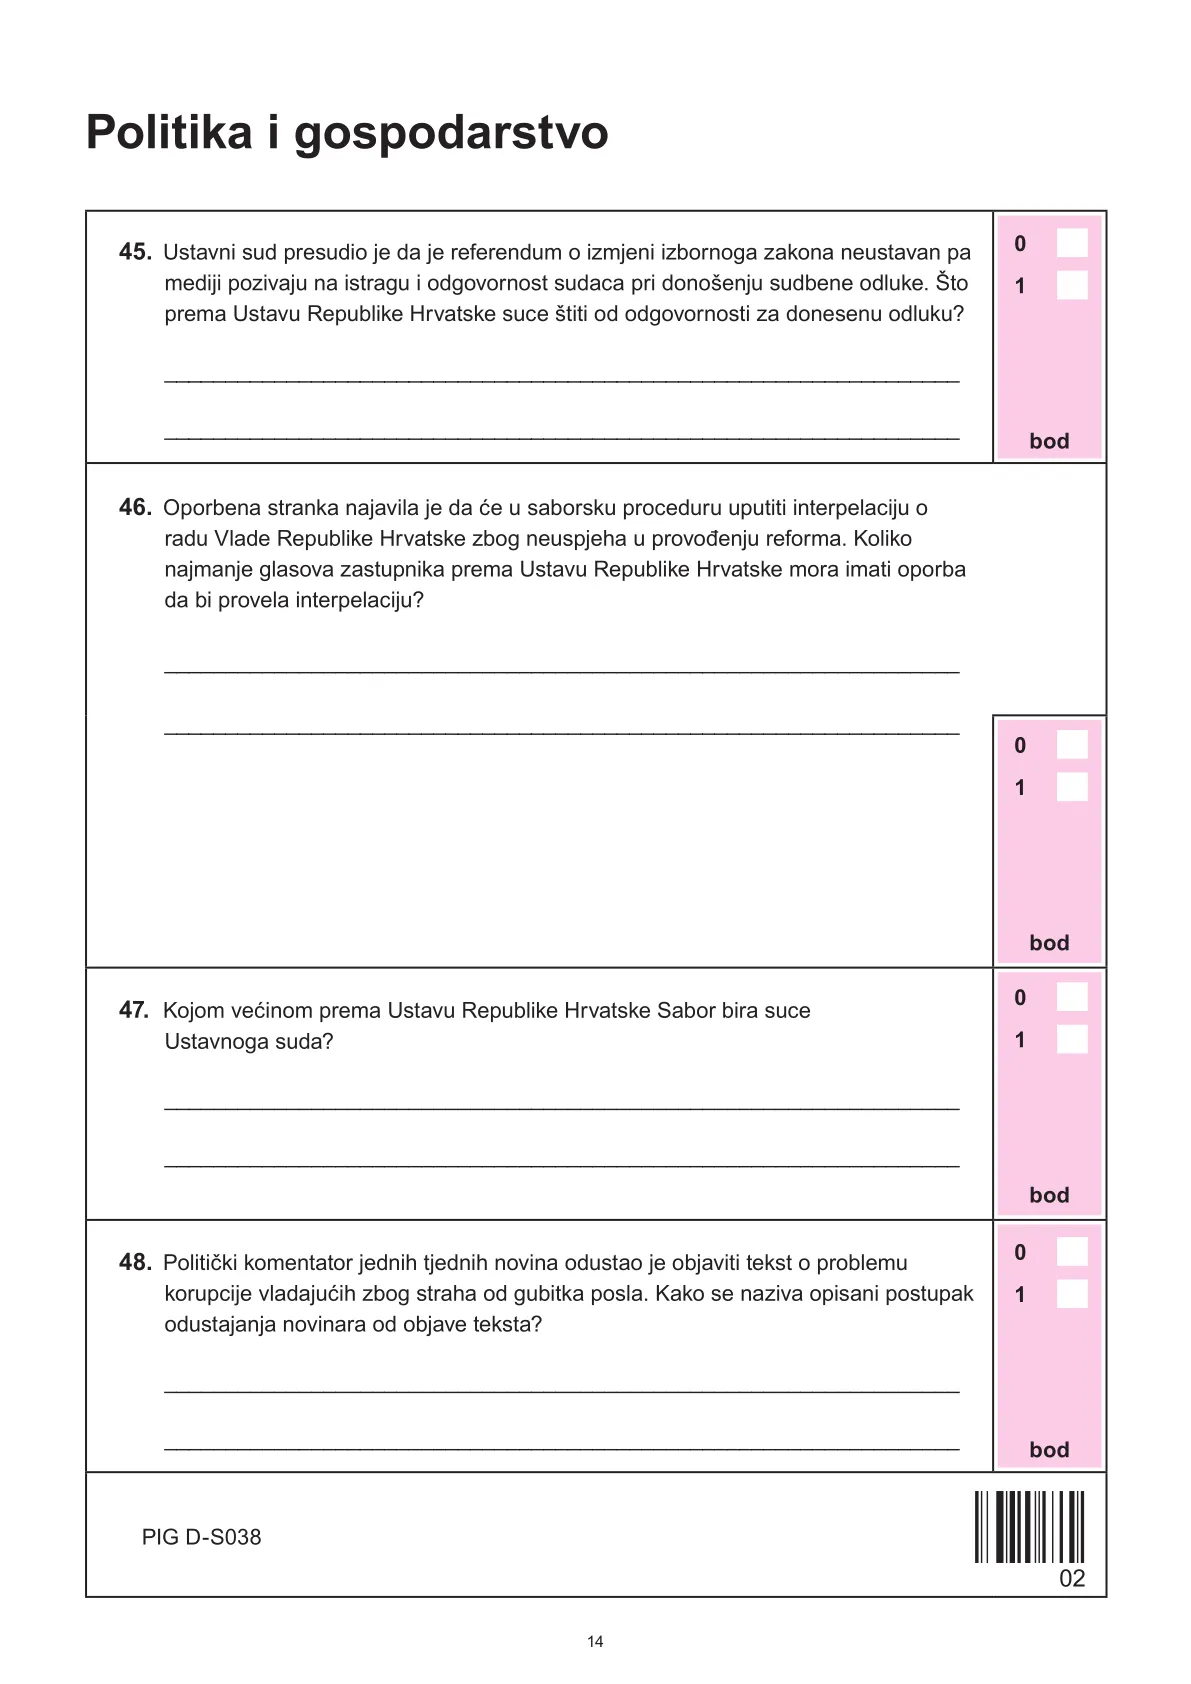 Politika i gospodarstvo
45. Ustavni sud presudio je da je referendum o izmjeni izbornoga zakona neustavan pa
mediji pozivaju na istragu i odgovornost sudaca pri donošenju sudbene odluke. Što
prema Ustavu Republike Hrvatske suce štiti od odgovornosti za donesenu odluku?
0
1
bod
46. Oporbena stranka najavila je da će u saborsku proceduru uputiti interpelaciju o
radu Vlade Republike Hrvatske zbog neuspjeha u provođenju reforma. Koliko
najmanje glasova zastupnika prema Ustavu Republike Hrvatske mora imati oporba
da bi provela interpelaciju?
0
1
bod
47. Kojom većinom prema Ustavu Republike Hrvatske Sabor bira suce
Ustavnoga suda?
0
1
bod
48. Politički komentator jednih tjednih novina odustao je objaviti tekst o problemu
korupcije vladajućih zbog straha od gubitka posla. Kako se naziva opisani postupak
odustajanja novinara od objave teksta?
0
1
bod
PIG D-S038
02
14